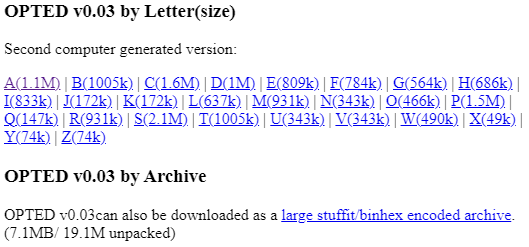 OPTED v0.03 by Letter(size)
Second computer generated version:
A(1.1M) | B(1005k) | C(1.6M) | D(1M) | E(809k) | F(784k) | G(564k) | H(686k) |
I(833k) | J(172k) | K(172k) | L(637k) | M(931k) | N(343k) | O(466k) | P(1.5M) |
Q(147k) | R(931k) | S(2.1M) | T(1005k) | U(343k) | V(343k) | W(490k) | X(49k) |
Y(74k) | Z(74k)
OPTED v0.03 by Archive
OPTED v0.03can also be downloaded as a large stuffit/binhex encoded archive.
(7.1MB/ 19.1M unpacked)